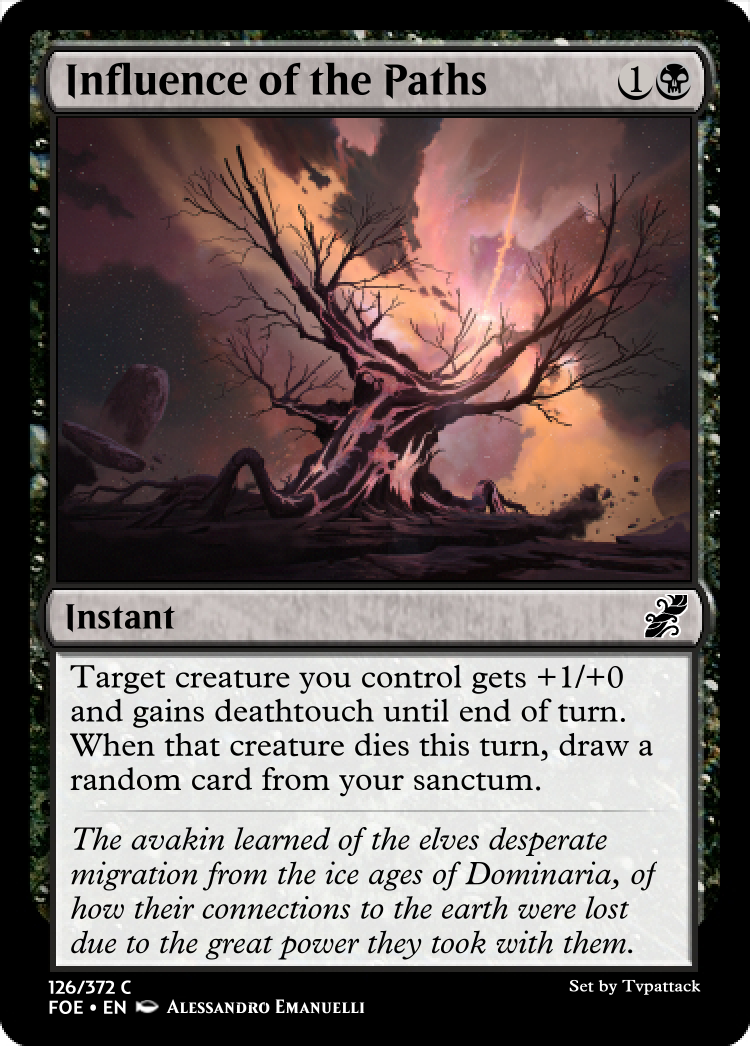 Influence of the Paths 1
Instant
Target creature you control gets +1/+0
and gains deathtouch until end of turn.
When that creature dies this turn, draw a
random card from your sanctum.
The avakin learned of the elves desperate
migration from the ice ages of Dominaria, of
how their connections to the earth were lost
due to the great power they took with them.
126/372 C
Set by Tvpattack
FOE • EN Alessandro Emanuelli